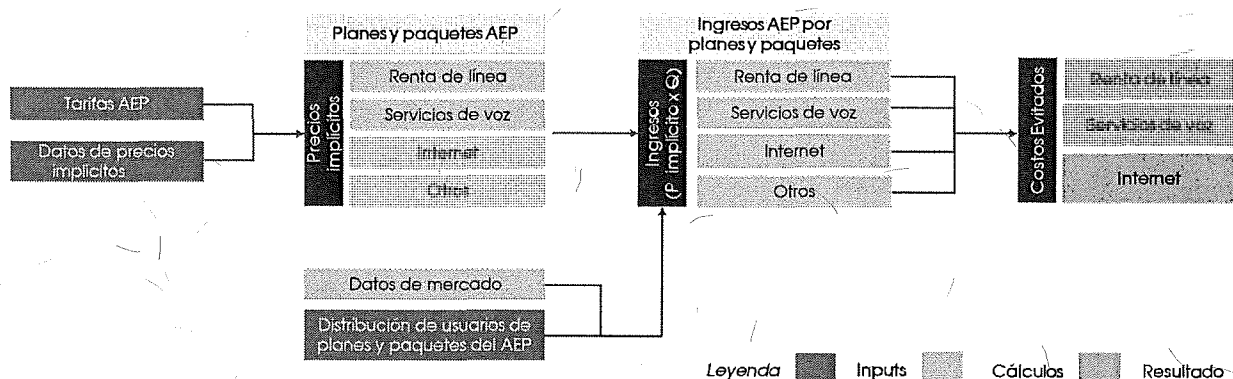 Planes y paquetes AEP
Ingresos AEP por
planes y paquetes
Tarifas AEP
Datos de precios
implícitos
Precios
implícitos
Renta de línea
Servicios de voz
Internet
Otros
Ingresos
(P implícito x Q)
Renta de línea
Servicios de voz
Internet
Otros
Costos Evitados
Renta de línea
Servicios de voz
Internet
Datos de mercado
Distribución de usuarios de
planes y paquetes del AEP
Leyenda Inputs Cálculos Resultado